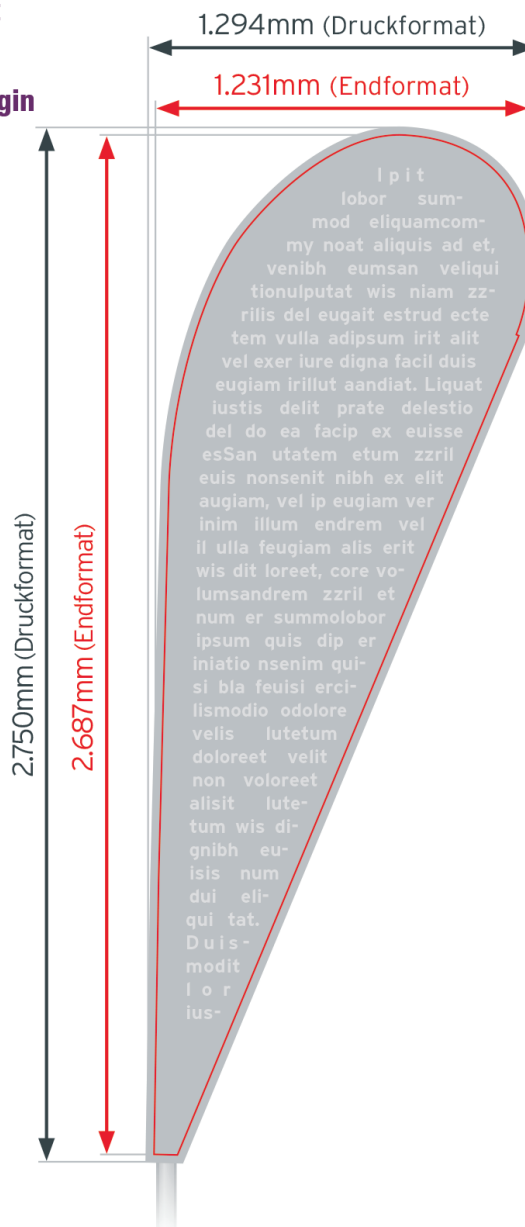 1.294mm (Druckformat)
1.231mm (Endformat)
gin
2.750mm (Druckformat)
2.687mm (Endformat)
Ipit
lobor sum-
mod eliquamcom-
my noat aliquis ad et,
venibh eumsan veliqui
tionulputat wis niam zz-
rilis del eugait estrud ecte
tem vulla adipsum irit alit
vel exer iure digna facil duis
eugiam irillut aandiat. Liquat
iustis delit prate delestio
del do ea facip ex euisse
esSan utatem etum zzril
euis nonsenit nibh ex elit
augiam, vel ip eugiam ver
inim illum endrem vel
il ulla feugiam alis erit
wis dit loreet, core vo-
lumsandrem zzril et
num er summolobor
ipsum quis dip er
iniatio nsenim qui-
si bla feuisi erci-
lismodio odolore
velis lutetum
doloreet velit
non voloreet
alisit lute-
tum wis di-
gnibh eu-
isis num
dui eli-
qui tat.
Duis-
modit
lor
ius-